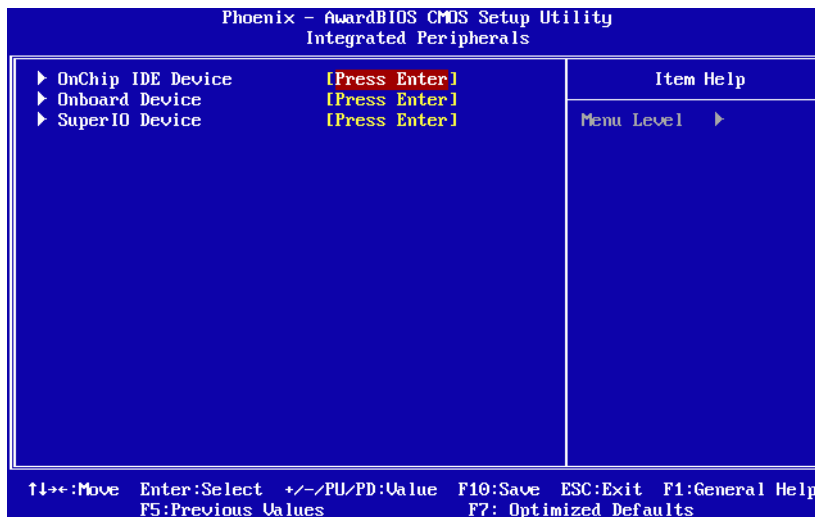 Phoenix - AwardBIOS CMOS Setup Utility
Integrated Peripherals
OnChip IDE Device [Press Enter]
Onboard Device [Press Enter]
SuperIO Device [Press Enter]
Item Help
Menu Level
↑↓→←:Move Enter:Select +/-/PU/PD:Value F10:Save ESC:Exit F1:General Help
F5:Previous Values F7: Optimized Defaults